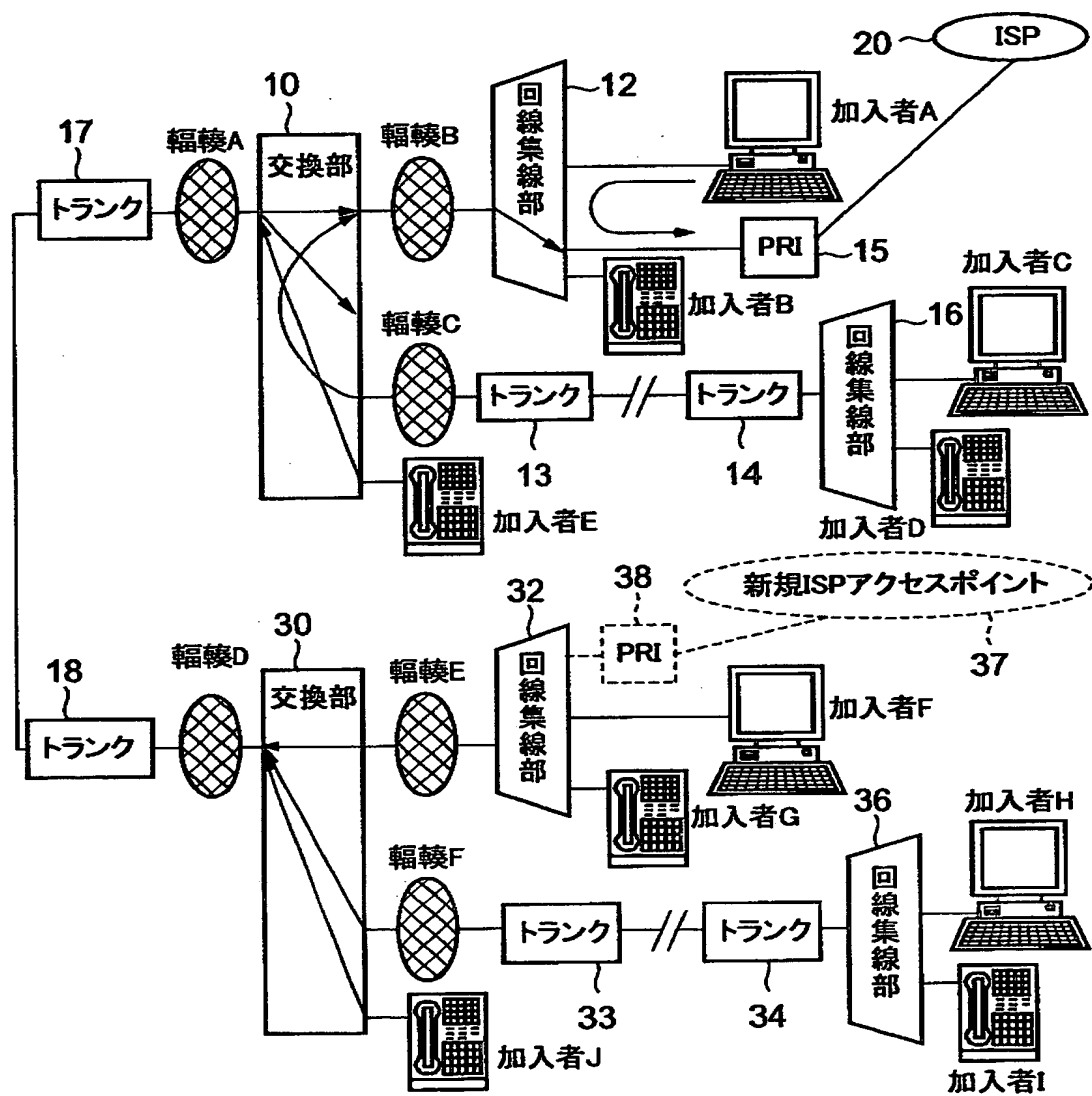 20
ISP
10
12
17
輻輳A
輻輳B
回線集線部
加入者A
交換部
トランク
PRI
15
加入者C
加入者B
16
輻輳C
回線集線部
トランク
トランク
13
14
加入者E
加入者D
38
新規ISPアクセスポイント
32
30
PRI
37
輻輳D
輻輳E
18
交換部
回線集線部
加入者F
トランク
36
加入者H
加入者G
輻輳F
回線集線部
トランク
トランク
33
34
加入者J
加入者I